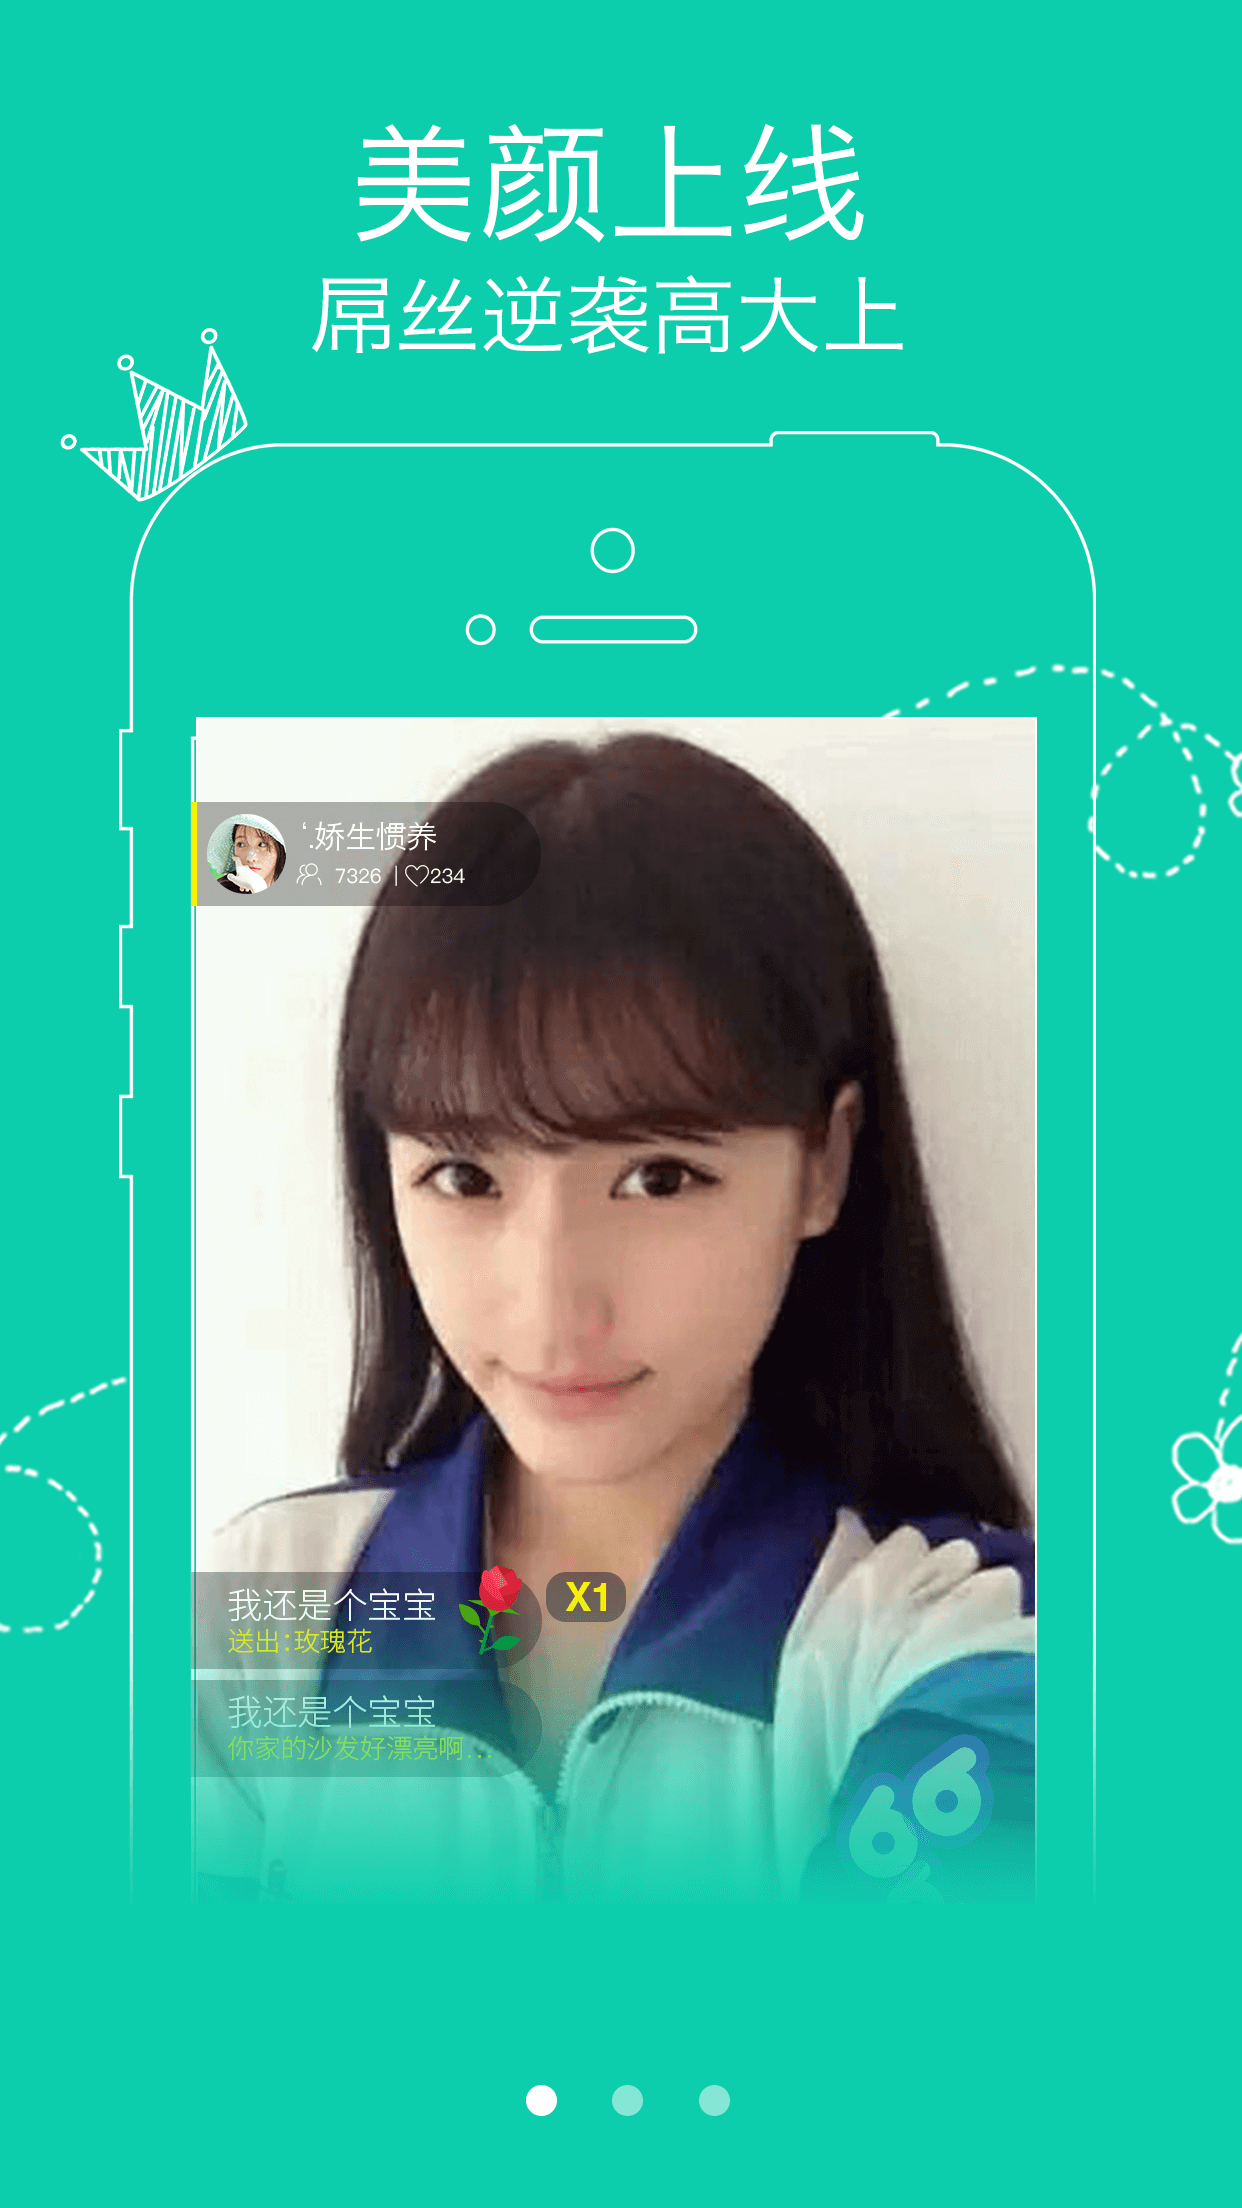 美颜上线
屌丝逆袭高大上
‘.娇生惯养
7326 | 234
我还是个宝宝
送出:玫瑰花
X1
我还是个宝宝
你家的沙发好漂亮啊...
66